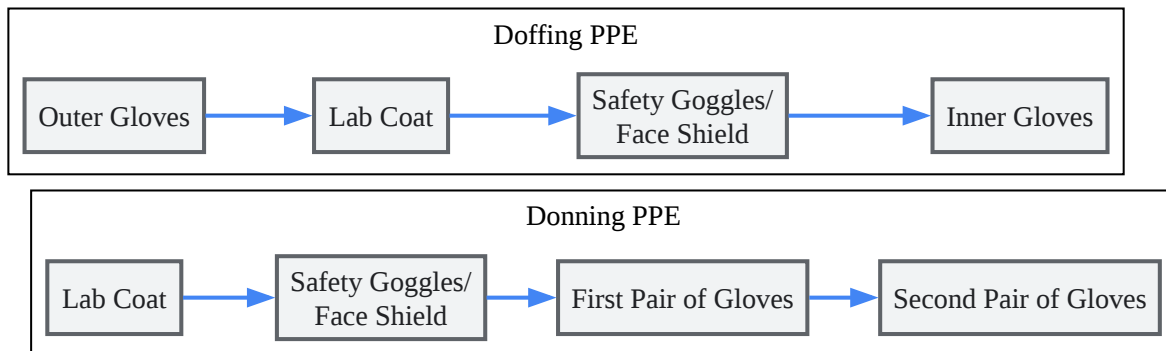 Doffing PPE
Outer Gloves
Lab Coat
Safety Goggles/
Face Shield
Inner Gloves
Donning PPE
Lab Coat
Safety Goggles/
Face Shield
First Pair of Gloves
Second Pair of Gloves